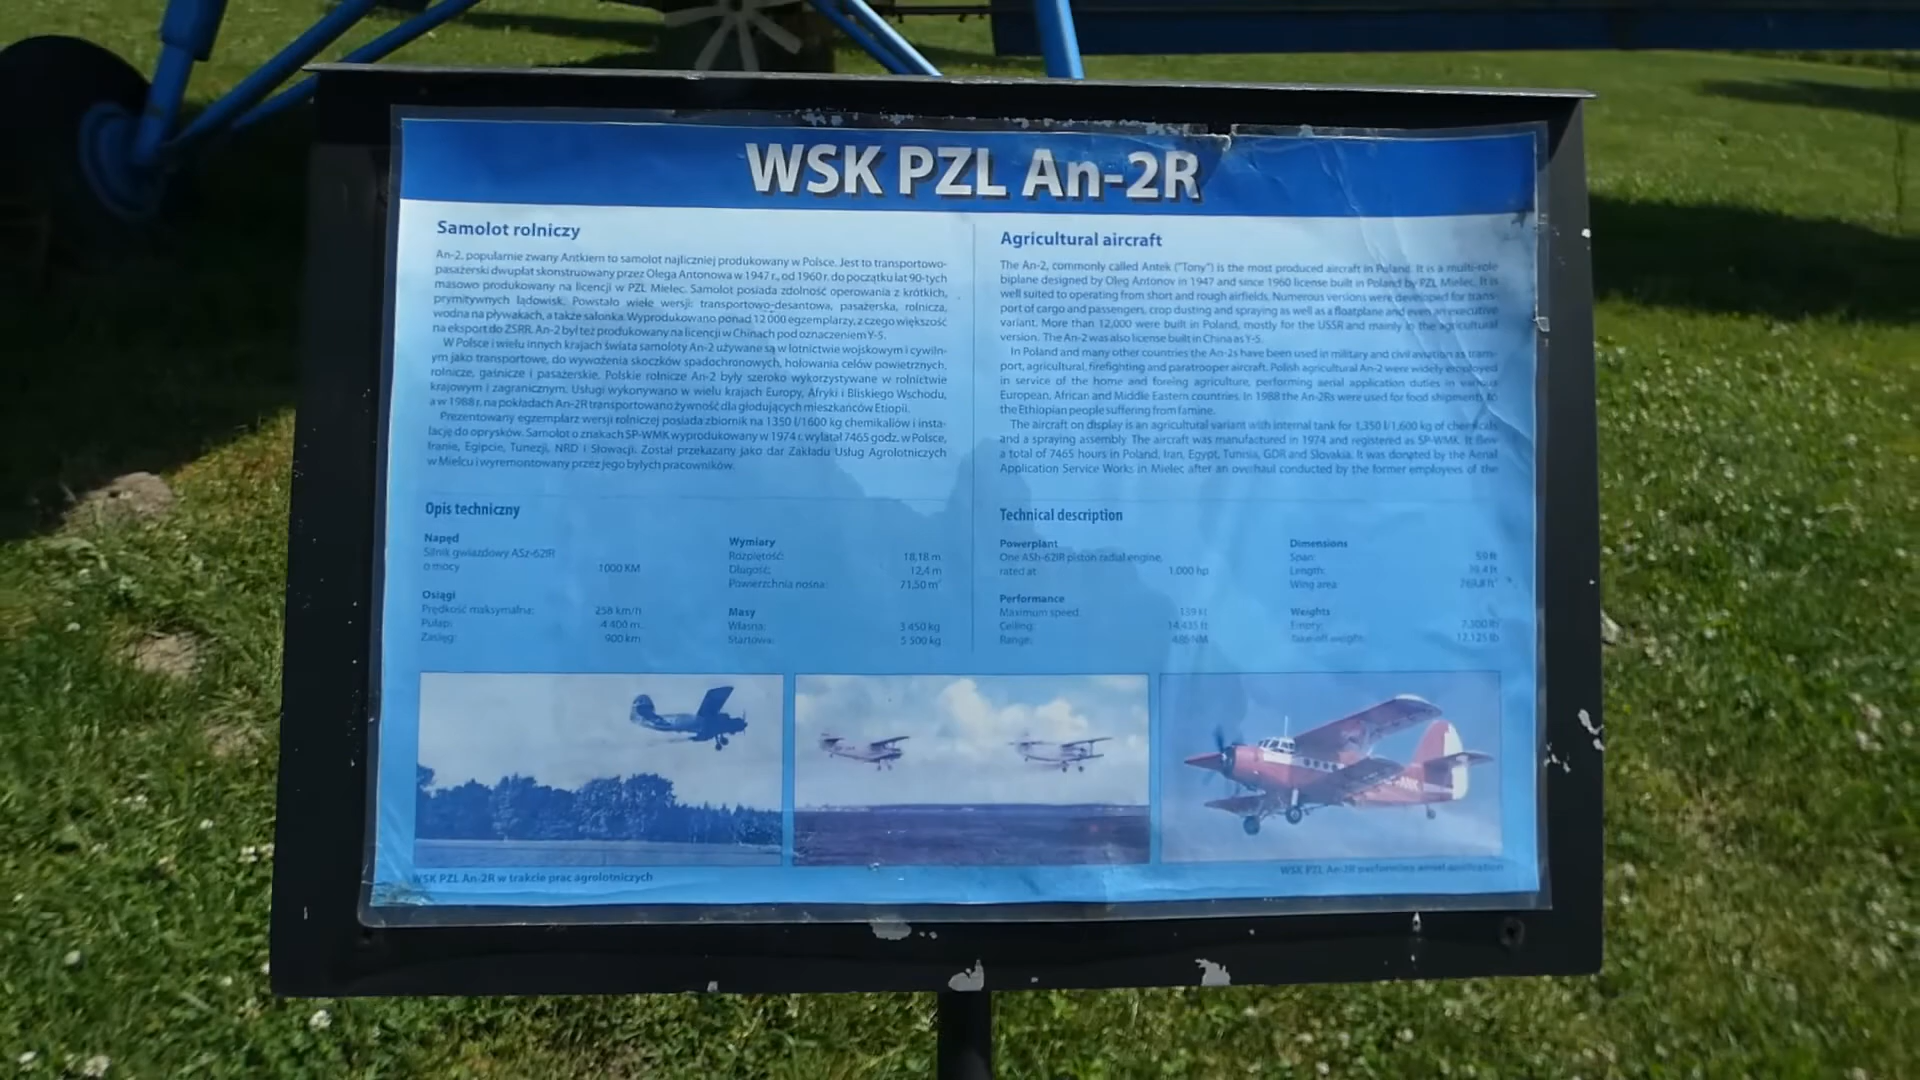 WSK PZL An-2R
Samolot rolniczy
An-2, popularnie zwany Antkiem to samolot najliczniej produkowany w Polsce. Jest to transportowo-
pasażerski dwupłat skonstruowany przez Olega Antonowa w 1947 r., od 1960 r. do początku lat 90-tych
masowo produkowany na licencji w PZL Mielec. Samolot posiada zdolność operowania z krótkich,
prymitywnych lądowisk. Powstało wiele wersji: transportowo-desantowa, pasażerska, rolnicza,
wodna na pływakach, a także salonka. Wyprodukowano ponad 12 000 egzemplarzy, z czego większość
na eksport do ZSRR. An-2 był też produkowany na licencji w Chinach pod oznaczeniem Y-5.
W Polsce i wielu innych krajach świata samoloty An-2 używane są w lotnictwie wojskowym i cywiln-
ym jako transportowe, do wywożenia skoczków spadochronowych, holowania celów powietrznych,
rolnicze, gaśnicze i pasażerskie. Polskie rolnicze An-2 były szeroko wykorzystywane w rolnictwie
krajowym i zagranicznym. Usługi wykonywano w wielu krajach Europy, Afryki i Bliskiego Wschodu,
a w 1988 r. na pokładach An-2R transportowano żywność dla głodujących mieszkańców Etiopii.
Prezentowany egzemplarz wersji rolniczej posiada zbiornik na 1350 l/1600 kg chemikaliów i insta-
lację do oprysków. Samolot o znakach SP-WMK wyprodukowany w 1974 r. wylatał 7465 godz. w Polsce,
Iranie, Egipcie, Tunezji, NRD i Słowacji. Został przekazany jako dar Zakładu Usług Agrolotniczych
w Mielcu i wyremontowany przez jego byłych pracowników.
Agricultural aircraft
The An-2, commonly called Antek ("Tony") is the most produced aircraft in Poland. It is a multi-role
biplane designed by Oleg Antonov in 1947 and since 1960 license built in Poland by PZL Mielec. It is
well suited to operating from short and rough airfields. Numerous versions were developed for trans-
port of cargo and passengers, crop dusting and spraying as well as a floatplane and even an executive
variant. More than 12,000 were built in Poland, mostly for the USSR and mainly in the agricultural
version. The An-2 was also license built in China as Y-5.
In Poland and many other countries the An-2s have been used in military and civil aviation as trans-
port, agricultural, firefighting and paratrooper aircraft. Polish agricultural An-2 were widely employed
in service of the home and foreing agriculture, performing aerial application duties in various
European, African and Middle Eastern countries. In 1988 the An-2Rs were used for food shipments to
the Ethiopian people suffering from famine.
The aircraft on display is an agricultural variant with internal tank for 1,350 l/1,600 kg of chemicals
and a spraying assembly. The aircraft was manufactured in 1974 and registered as SP-WMK. It flew
a total of 7465 hours in Poland, Iran, Egypt, Tunisia, GDR and Slovakia. It was donated by the Aerial
Application Service Works in Mielec after an overhaul conducted by the former employees of the
Opis techniczny
Napęd
Silnik gwiazdowy ASz-62IR
o mocy 1000 KM
Osiągi
Prędkość maksymalna: 258 km/h
Pułap: 4 400 m
Zasięg: 900 km
Wymiary
Rozpiętość: 18,18 m
Długość: 12,4 m
Powierzchnia nośna: 71,50 m²
Masy
Własna: 3 450 kg
Startowa: 5 500 kg
Technical description
Powerplant
One ASh-62IR piston radial engine,
rated at 1,000 hp
Performance
Maximum speed: 139 kt
Ceiling: 14,435 ft
Range: 486 NM
Dimensions
Span: 59 ft
Length:
Wing area:
Weights
Empty:
Take-off weight: 12,125 lb
WSK PZL An-2R w trakcie prac agrolotniczych
WSK PZL An-2R performing aerial application